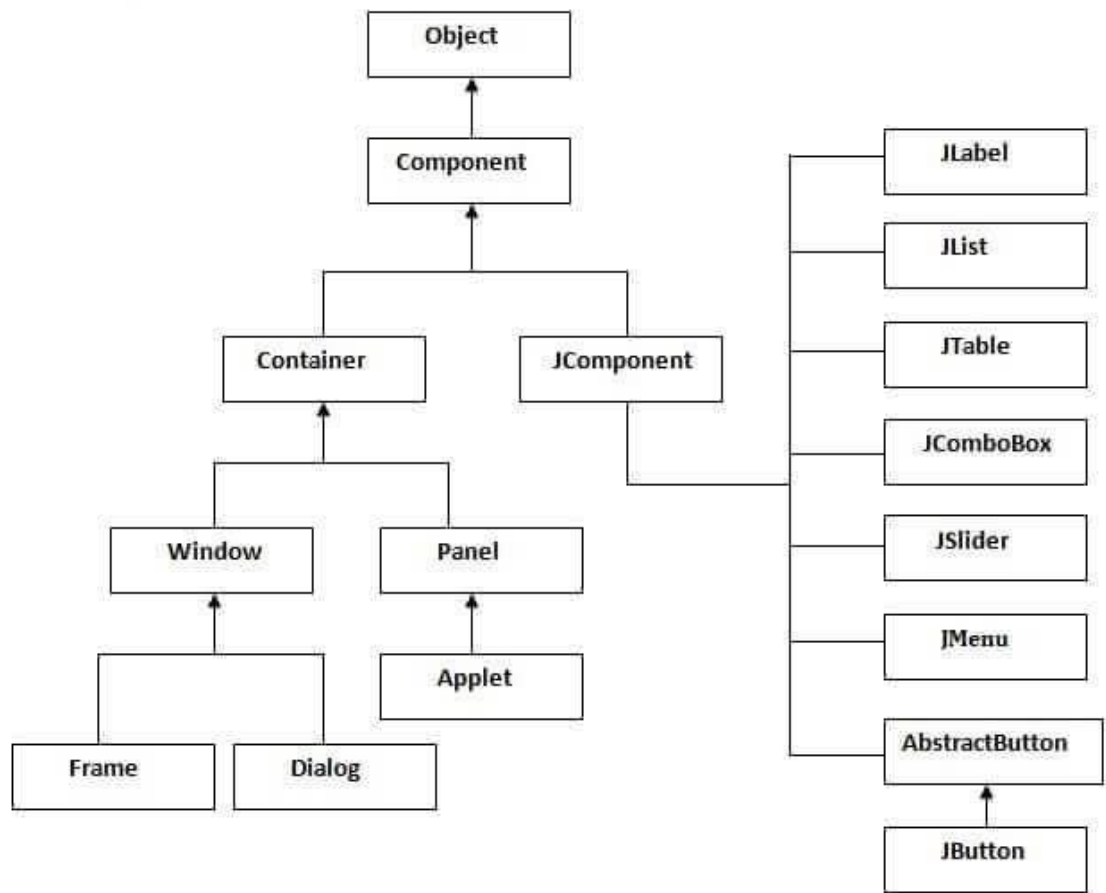 Object
Component
Container
JComponent
Window
Panel
Applet
Frame
Dialog
JLabel
JList
JTable
JComboBox
JSlider
JMenu
AbstractButton
JButton